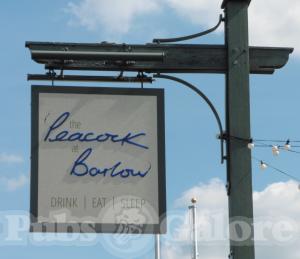 the
Peacock
at
Barlow
DRINK | EAT | SLEEP
Pubs Galore